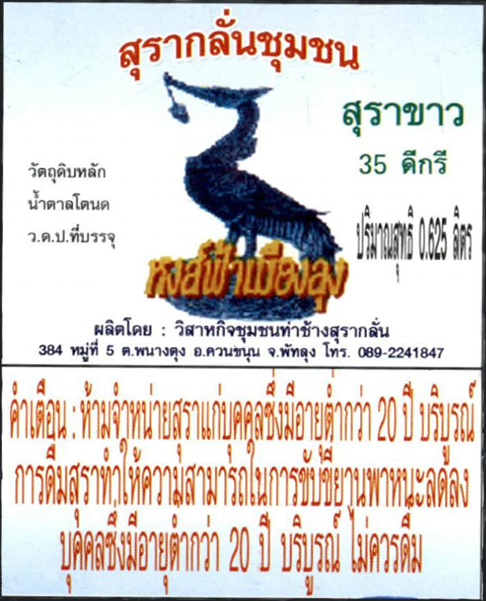 สุรากลั่นชุมชน
สุราขาว
35 ดีกรี
วัตถุดิบหลัก
น้ำตาลโตนด
ว.ด.ป.ที่บรรจุ
ปริมาณสุทธิ 0.625 ลิตร
หงส์ฟ้าเมืองลุง
ผลิตโดย : วิสาหกิจชุมชนท่าช้างสุรากลั่น
384 หมู่ที่ 5 ต.พนางตุง อ.ควนขนุน จ.พัทลุง โทร. 089-2241847
คำเตือน : ห้ามจำหน่ายสุราแก่บุคคลซึ่งมีอายุต่ำกว่า 20 ปี บริบูรณ์
การดื่มสุราทำให้ความสามารถในการขับขี่ยานพาหนะลดลง
บุคคลซึ่งมีอายุต่ำกว่า 20 ปี บริบูรณ์ ไม่ควรดื่ม